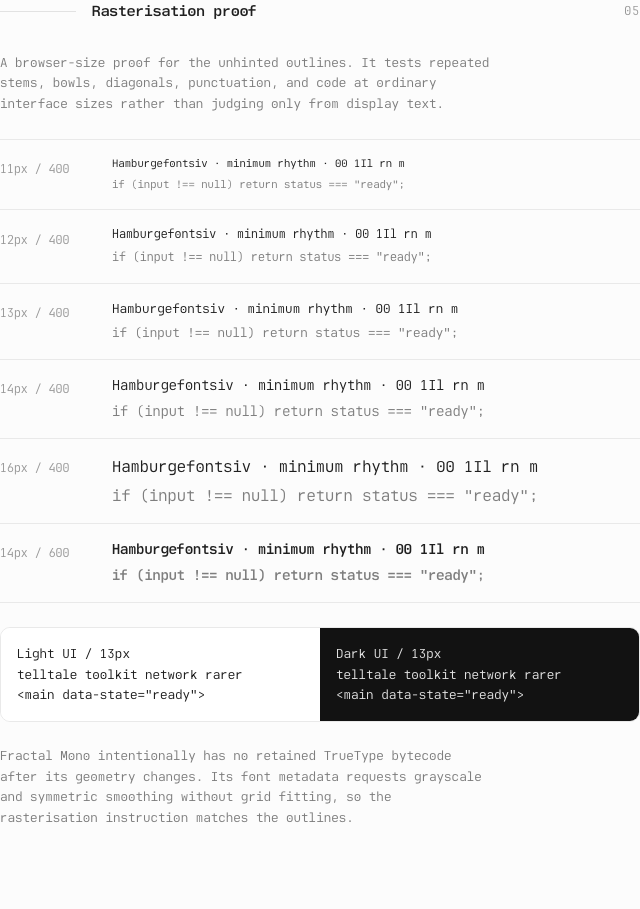 Rasterisation proof
05
A browser-size proof for the unhinted outlines. It tests repeated
stems, bowls, diagonals, punctuation, and code at ordinary
interface sizes rather than judging only from display text.
11px / 400
Hamburgefontsiv · minimum rhythm · 00 1Il rn m
if (input !== null) return status === "ready";
12px / 400
Hamburgefontsiv · minimum rhythm · 00 1Il rn m
if (input !== null) return status === "ready";
13px / 400
Hamburgefontsiv · minimum rhythm · 00 1Il rn m
if (input !== null) return status === "ready";
14px / 400
Hamburgefontsiv · minimum rhythm · 00 1Il rn m
if (input !== null) return status === "ready";
16px / 400
Hamburgefontsiv · minimum rhythm · 00 1Il rn m
if (input !== null) return status === "ready";
14px / 600
Hamburgefontsiv · minimum rhythm · 00 1Il rn m
if (input !== null) return status === "ready";
Light UI / 13px
telltale toolkit network rarer
<main data-state="ready">
Dark UI / 13px
telltale toolkit network rarer
<main data-state="ready">
Fractal Mono intentionally has no retained TrueType bytecode
after its geometry changes. Its font metadata requests grayscale
and symmetric smoothing without grid fitting, so the
rasterisation instruction matches the outlines.